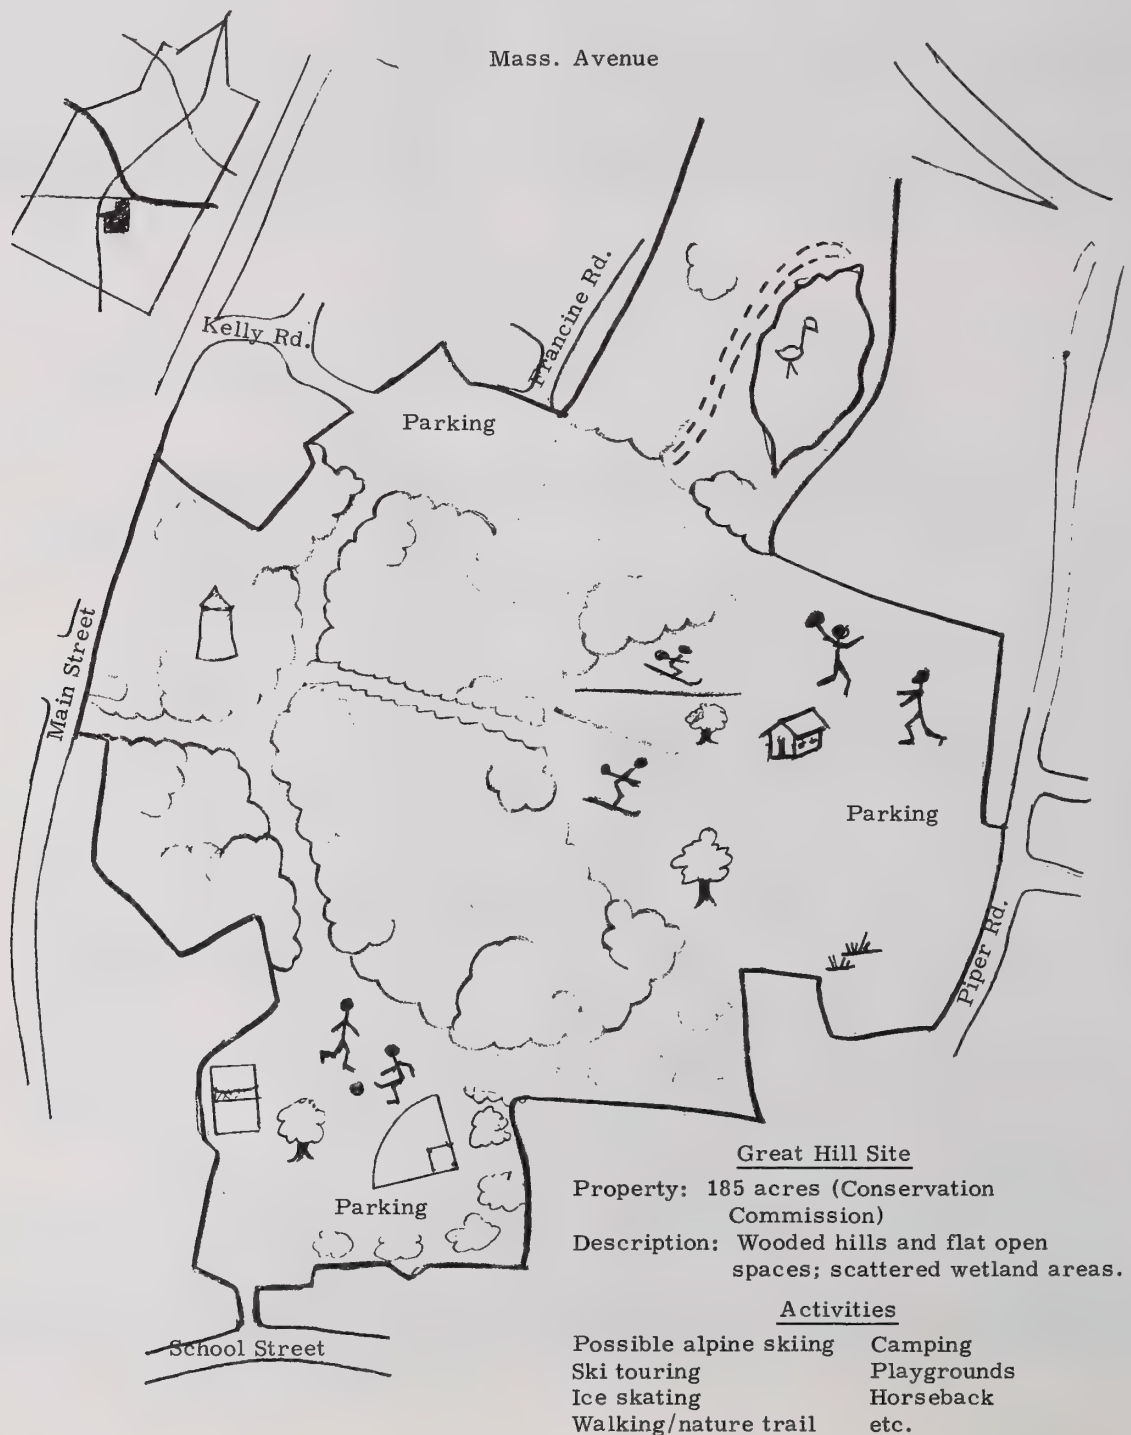 Mass. Avenue
Kelly Rd.
Francine Rd.
Parking
Main Street
Parking
Piper Rd.
Parking
School Street
Great Hill Site
Property: 185 acres (Conservation
Commission)
Description: Wooded hills and flat open
spaces; scattered wetland areas.
Activities
Possible alpine skiing Camping
Ski touring Playgrounds
Ice skating Horseback
Walking/nature trail etc.